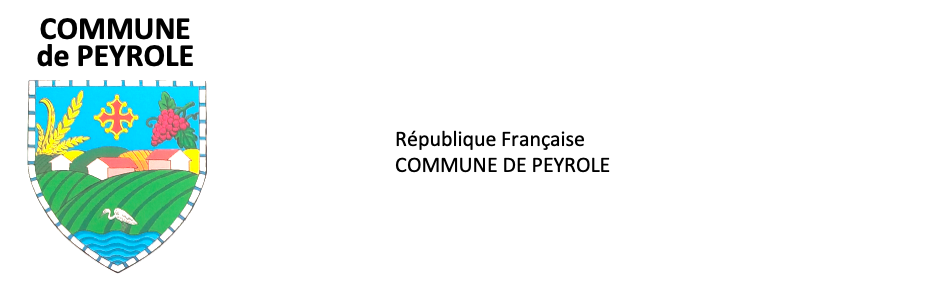 COMMUNE
de PEYROLE
République Française
COMMUNE DE PEYROLE